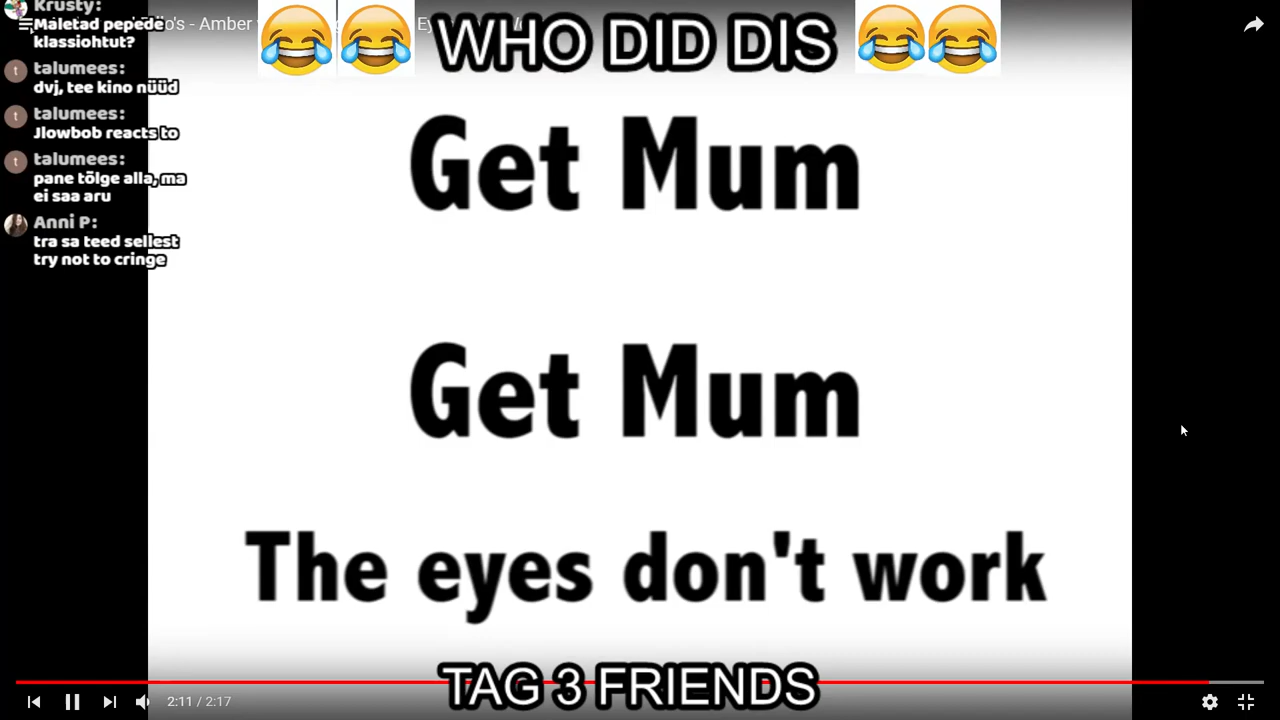 Krusty:
Mäletad pepede
klassiohtut?
talumees:
dvj, tee kino nüüd
talumees:
Jlowbob reacts to
talumees:
pane tõlge alla, ma
ei saa aru
Anni P:
tra sa teed sellest
try not to cringe
o's - Amber
WHO DID DIS
Get Mum
Get Mum
The eyes don't work
TAG 3 FRIENDS
2:11 / 2:17